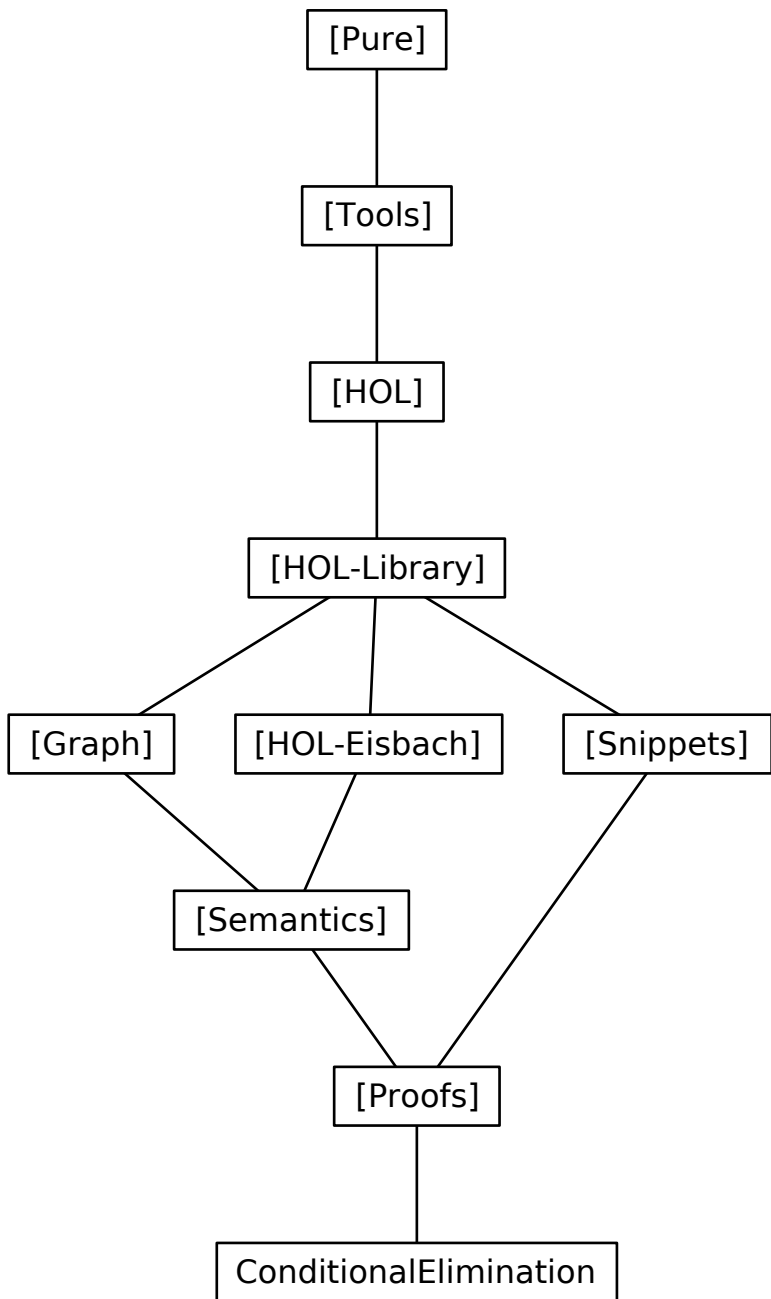 [Pure]
[Tools]
[HOL]
[HOL-Library]
[Graph]
[HOL-Eisbach]
[Snippets]
[Semantics]
[Proofs]
ConditionalElimination